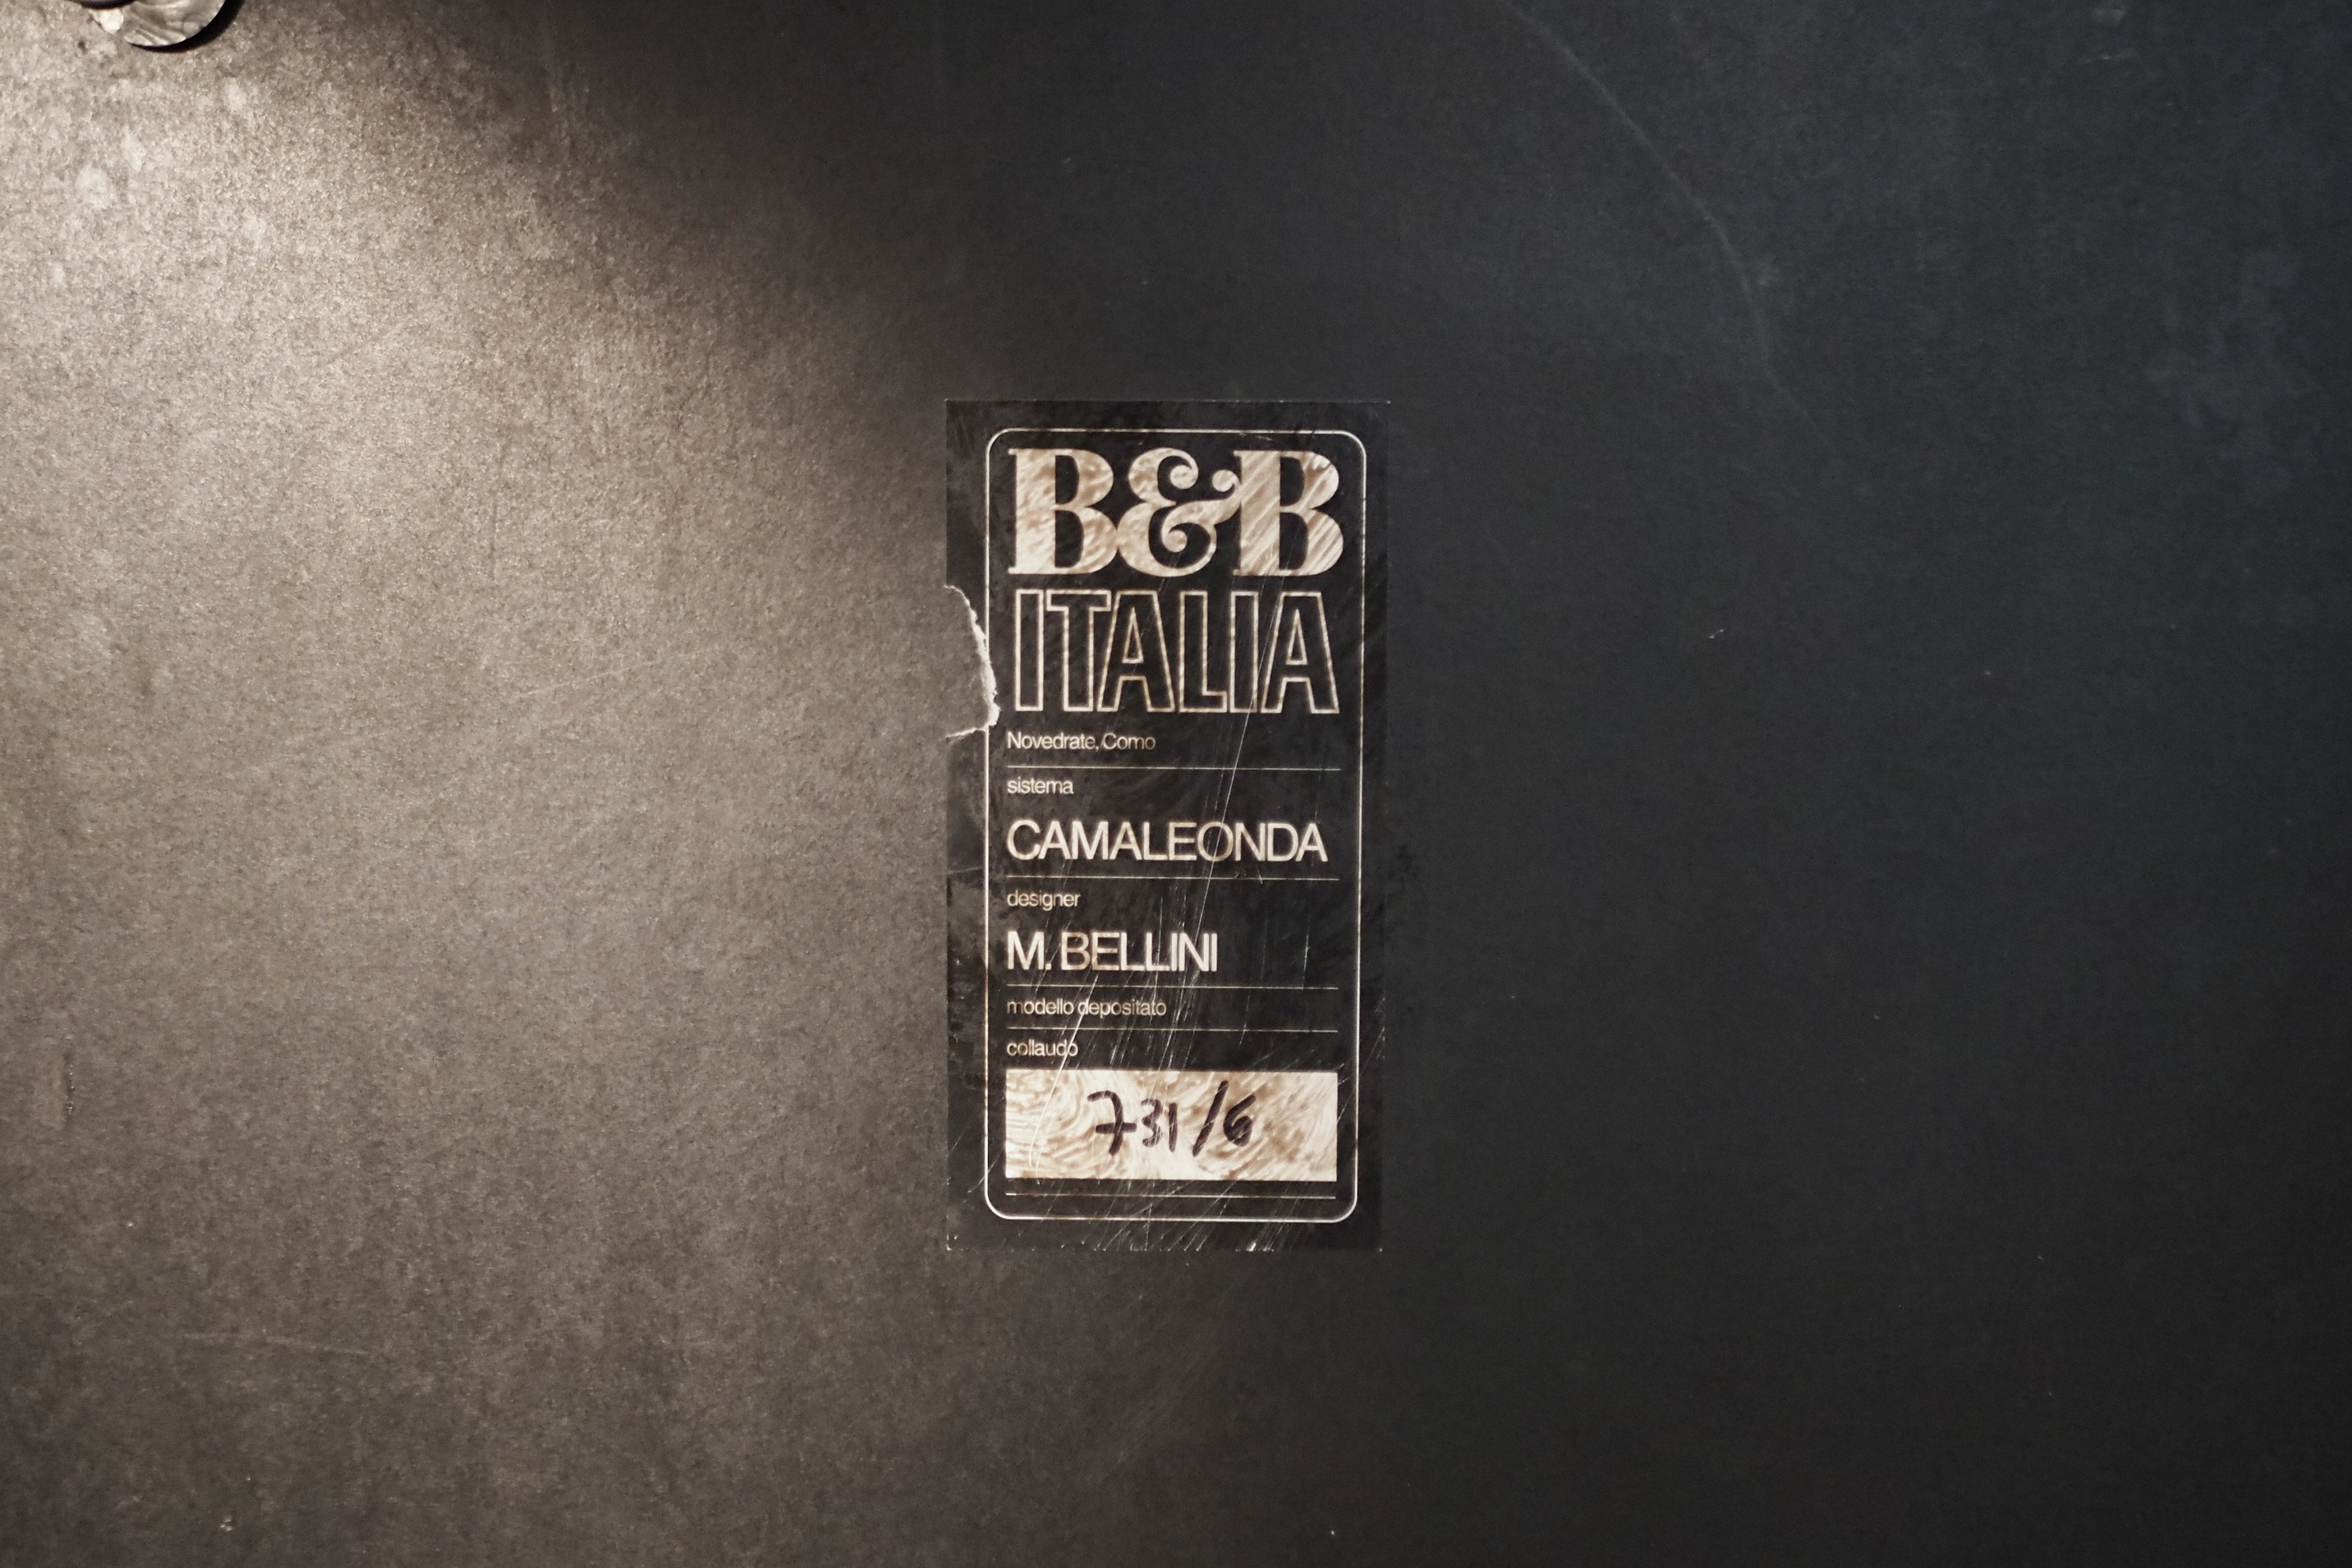 B&B
ITALIA
Novedrate, Como
sistema
CAMALEONDA
designer
M. BELLINI
modello depositato
collaudo
731/6